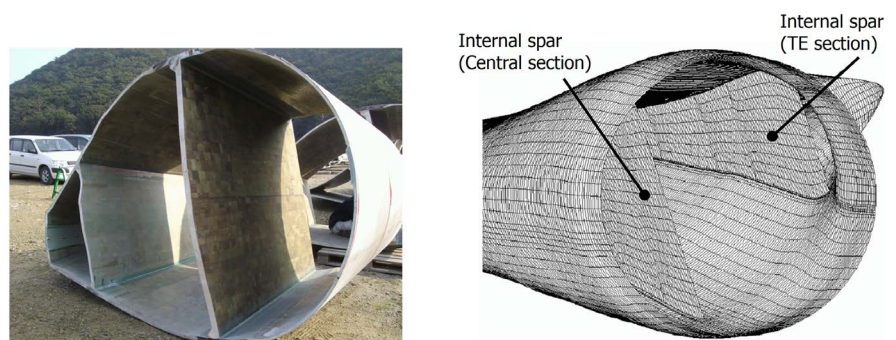 Internal spar
(Central section)
Internal spar
(TE section)